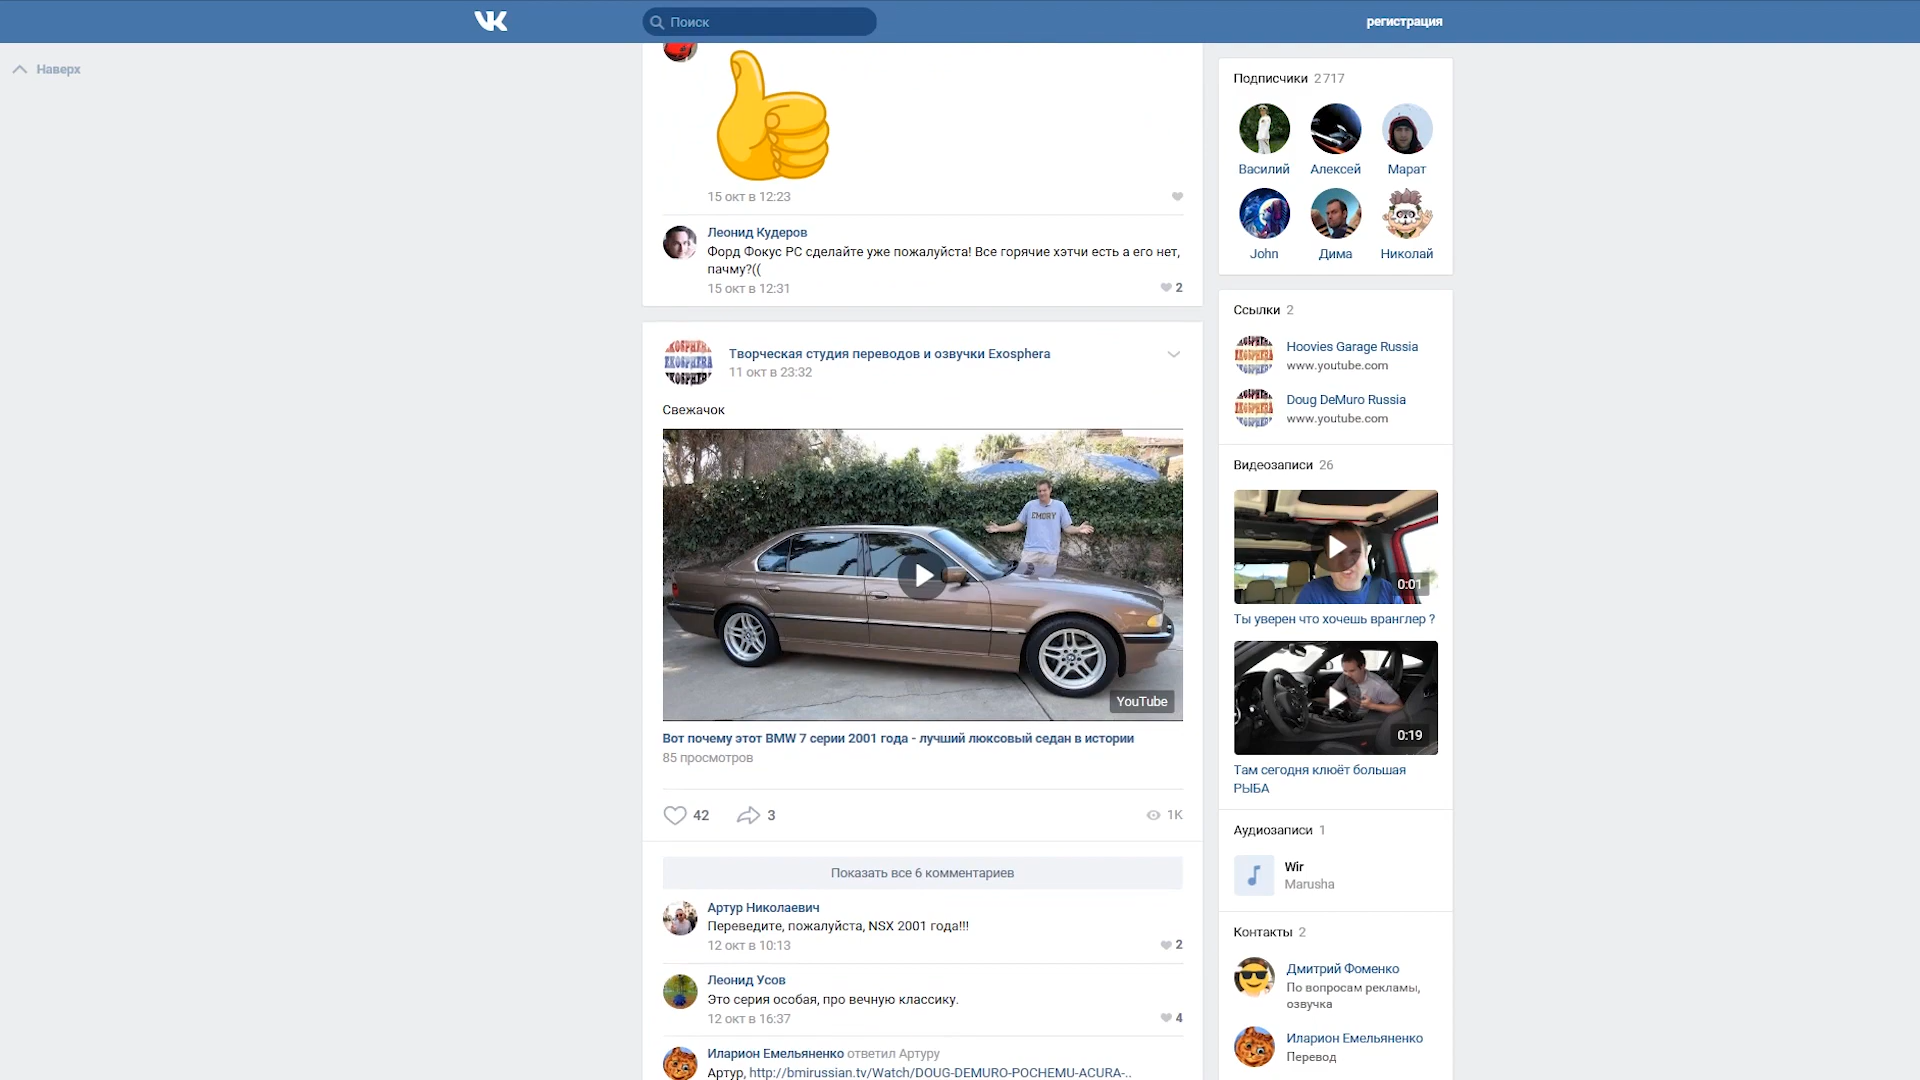 Поиск
регистрация
Наверх
15 окт в 12:23
Леонид Кудеров
Форд Фокус РС сделайте уже пожалуйста! Все горячие хэтчи есть а его нет,
пачму?((
15 окт в 12:31
2
EKOSPHERA
Творческая студия переводов и озвучки Exosphera
11 окт в 23:32
Свежачок
EMORY
YouTube
Вот почему этот BMW 7 серии 2001 года - лучший люксовый седан в истории
85 просмотров
42
3
1K
Показать все 6 комментариев
Артур Николаевич
Переведите, пожалуйста, NSX 2001 года!!!
12 окт в 10:13
2
Леонид Усов
Это серия особая, про вечную классику.
12 окт в 16:37
4
Иларион Емельяненко ответил Артуру
Артур, http://bmirussian.tv/Watch/DOUG-DEMURO-POCHEMU-ACURA-..
Подписчики 2 717
Василий
Алексей
Марат
John
Дима
Николай
Ссылки 2
Hoovies Garage Russia
www.youtube.com
Doug DeMuro Russia
www.youtube.com
Видеозаписи 26
0:01
Ты уверен что хочешь вранглер ?
0:19
Там сегодня клюёт большая
РЫБА
Аудиозаписи 1
Wir
Marusha
Контакты 2
Дмитрий Фоменко
По вопросам рекламы,
озвучка
Иларион Емельяненко
Перевод